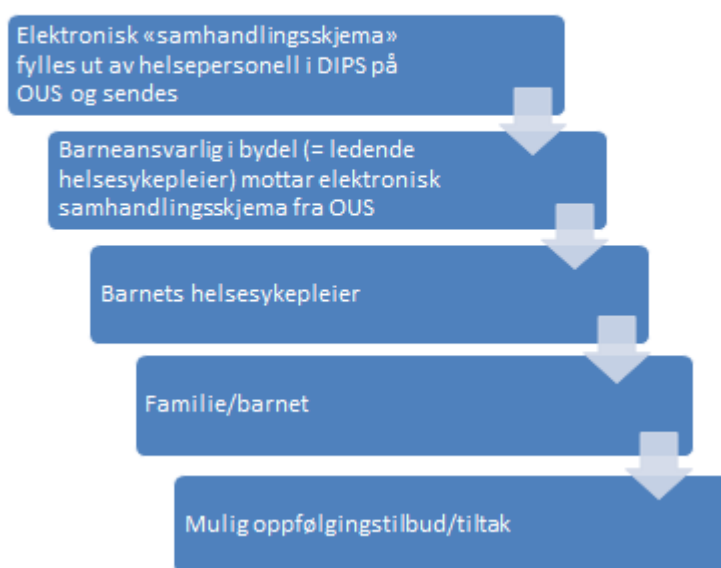 Elektronisk «samhandlingsskjema»
fylles ut av helsepersonell i DIPS på
OUS og sendes
Barneansvarlig i bydel (= ledende
helsesykepleier) mottar elektronisk
samhandlingsskjema fra OUS
Barnets helsesykepleier
Familie/barnet
Mulig oppfølgingstilbud/tiltak